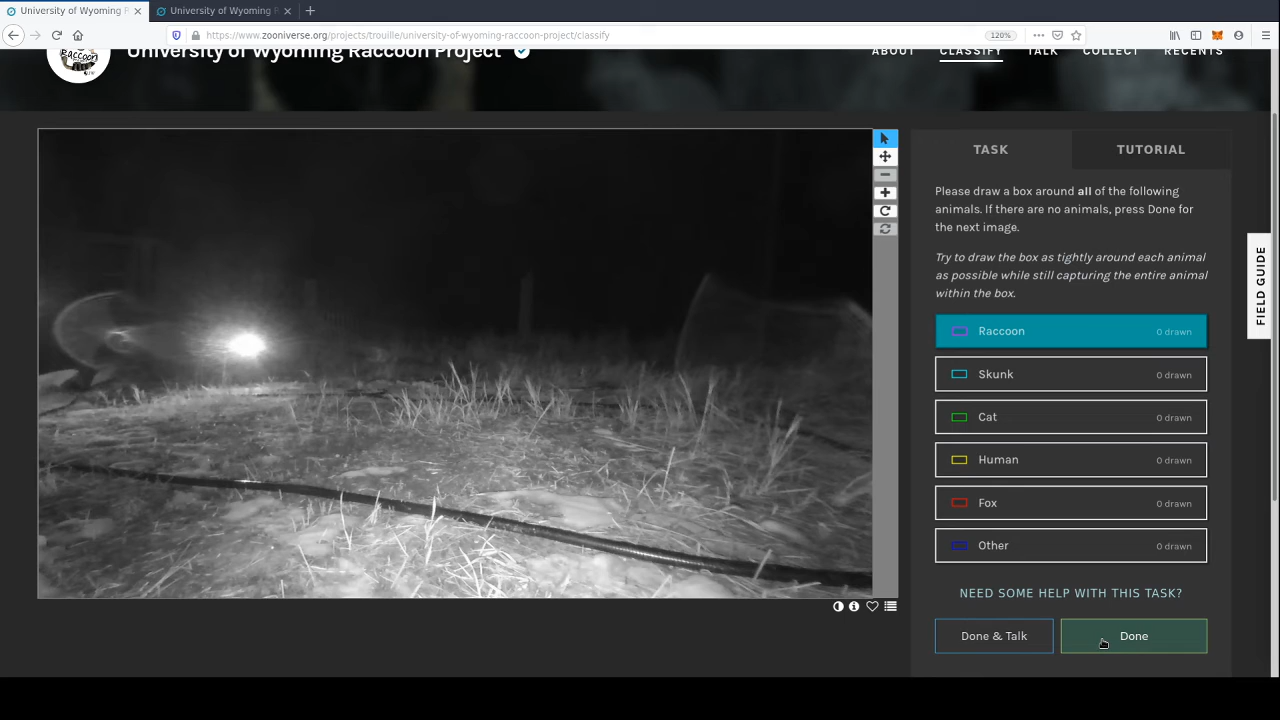 University of Wyoming R
University of Wyoming R
https://www.zooniverse.org/projects/trouille/university-of-wyoming-raccoon-project/classify
120%
University of Wyoming Raccoon Project
ABOUT
CLASSIFY
TALK
COLLECT
RECENTS
TASK
TUTORIAL
Please draw a box around all of the following
animals. If there are no animals, press Done for
the next image.
Try to draw the box as tightly around each animal
as possible while still capturing the entire animal
within the box.
Raccoon 0 drawn
Skunk 0 drawn
Cat 0 drawn
Human 0 drawn
Fox 0 drawn
Other 0 drawn
NEED SOME HELP WITH THIS TASK?
Done & Talk
Done
FIELD GUIDE